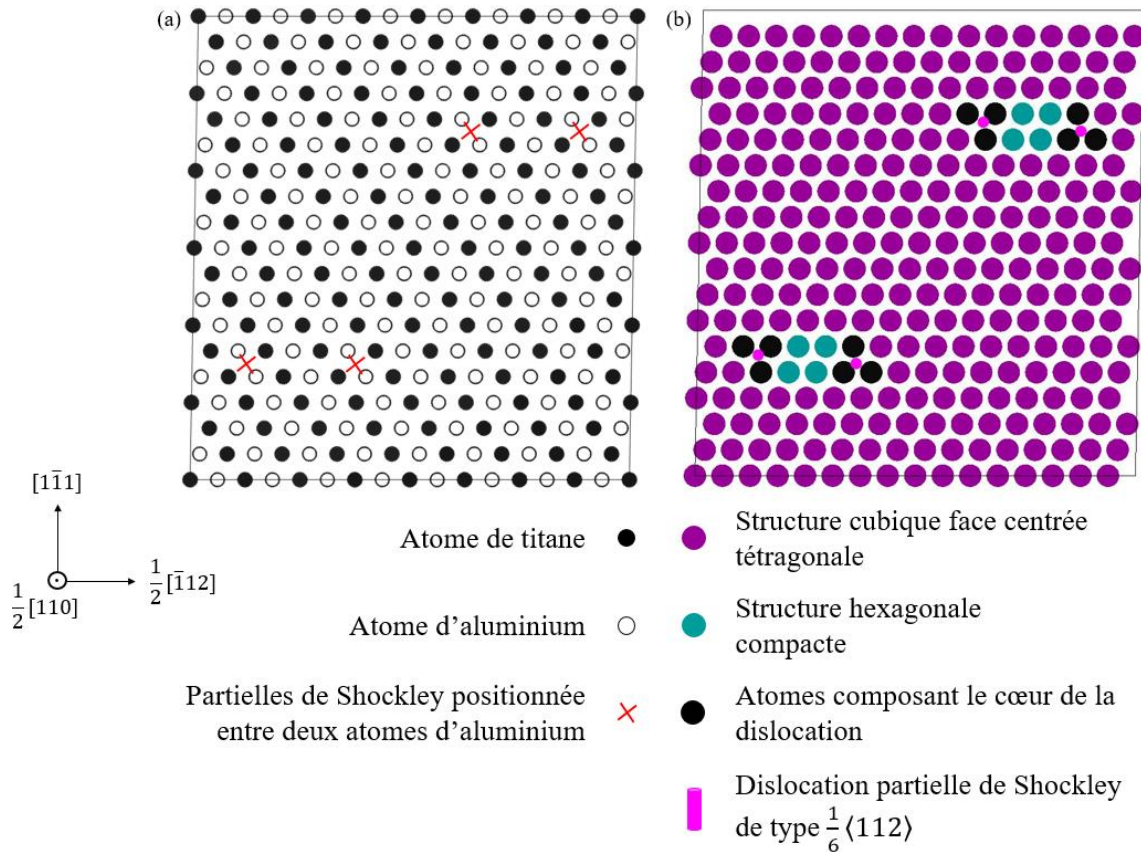 (a)
(b)
[11̅1]
1/2 [110]
1/2 [1̅12]
Atome de titane
Structure cubique face centrée
tétragonale
Atome d’aluminium
Structure hexagonale
compacte
Partielles de Shockley positionnée
entre deux atomes d’aluminium
Atomes composant le cœur de la
dislocation
Dislocation partielle de Shockley
de type 1/6 ⟨112⟩